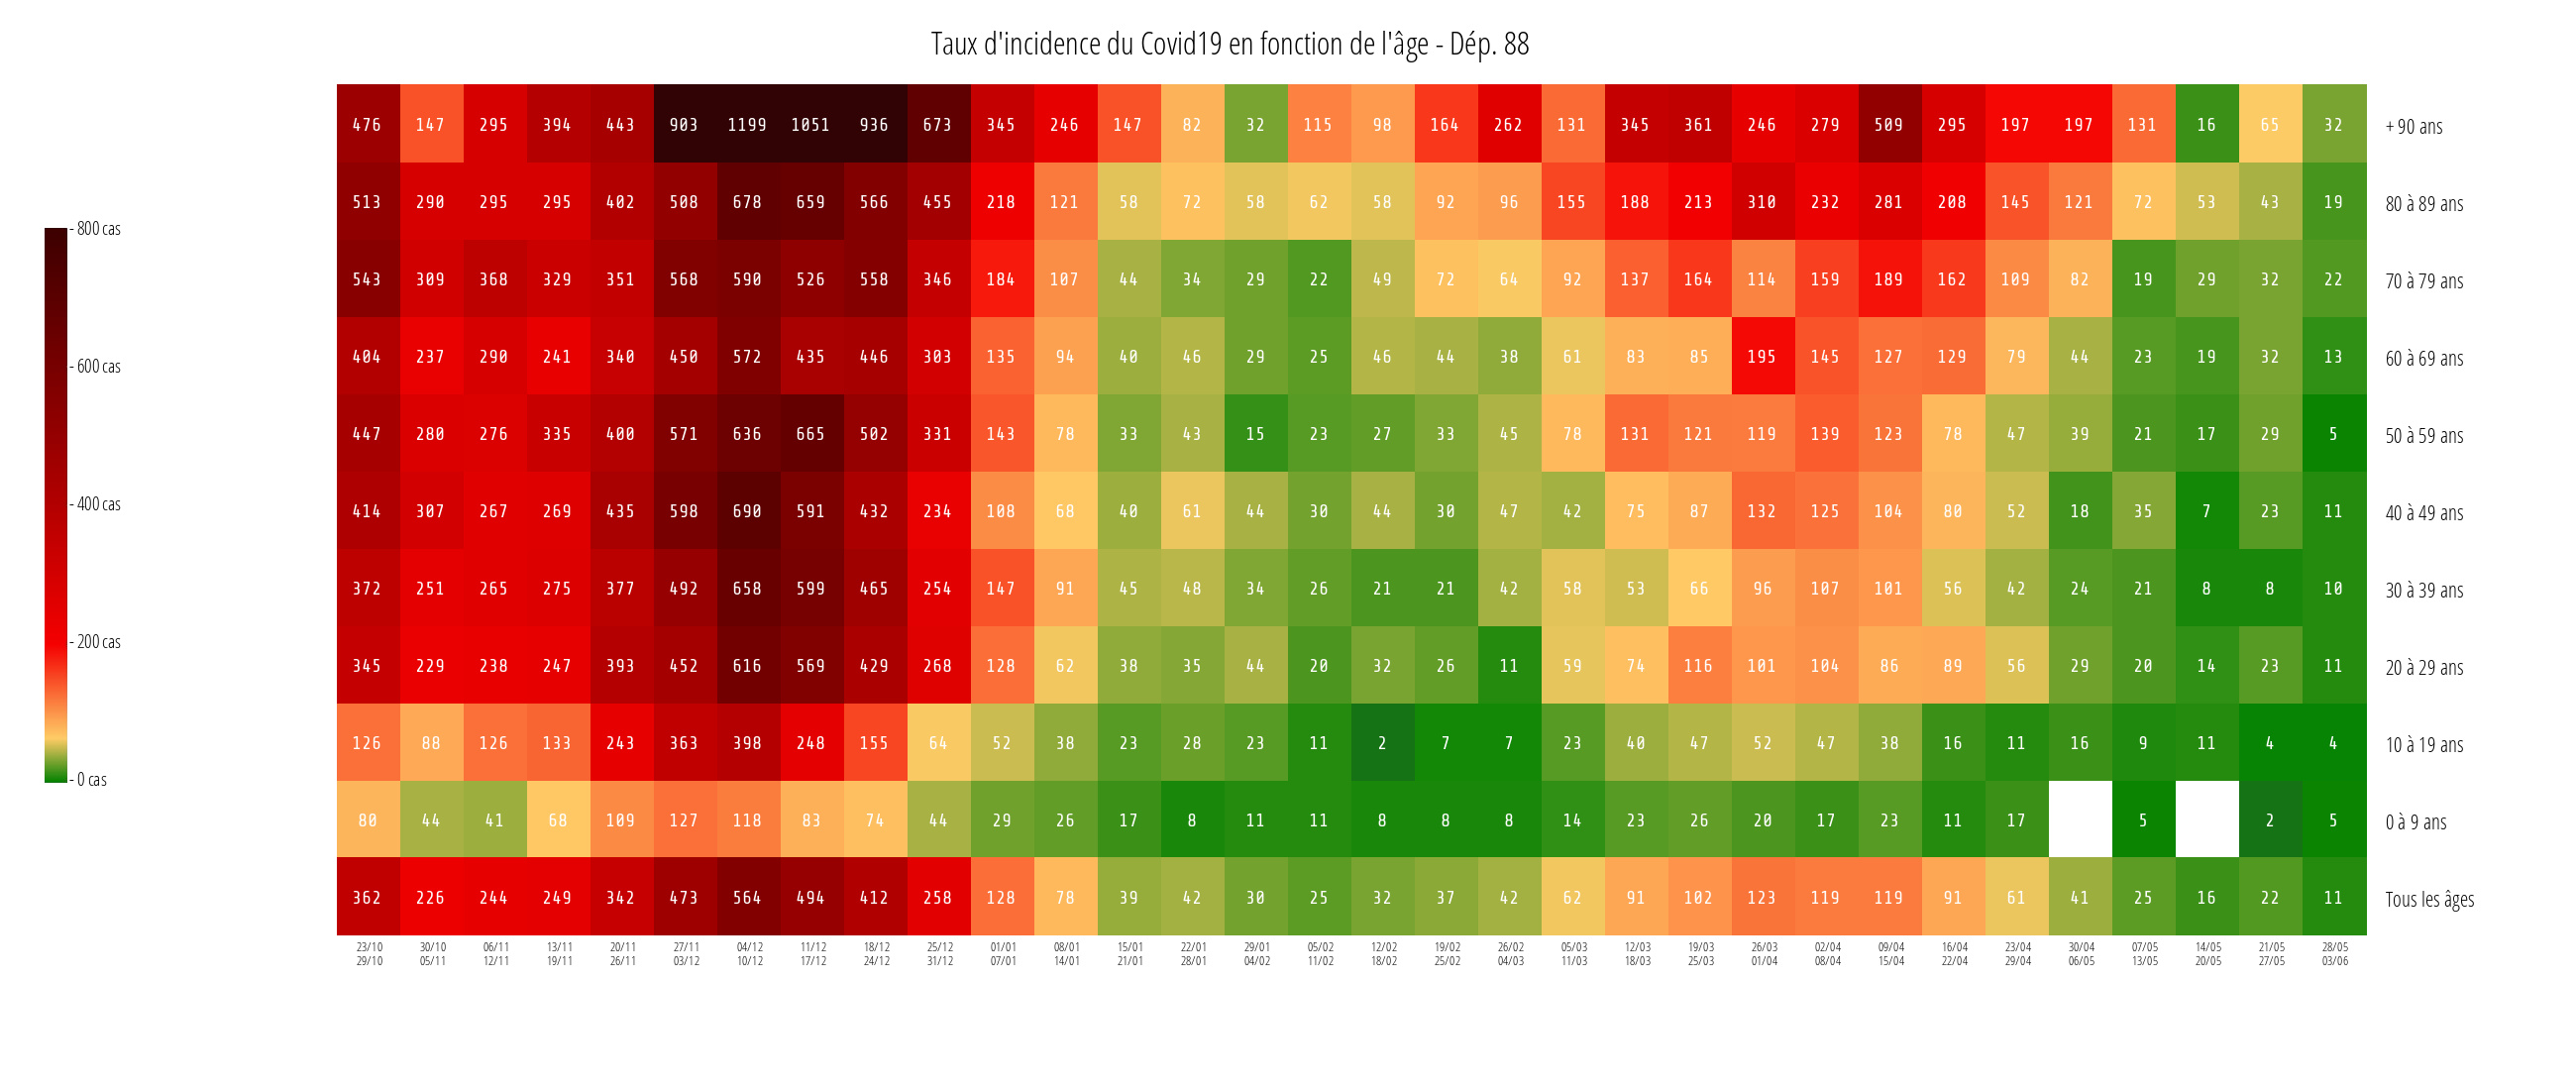 Taux d'incidence du Covid19 en fonction de l'âge - Dép. 88
476 147 295 394 443 903 1199 1051 936 673 345 246 147 82 32 115 98 164 262 131 345 361 246 279 509 295 197 197 131 16 65 32 + 90 ans
513 290 295 295 402 508 678 659 566 455 218 121 58 72 58 62 58 92 96 155 188 213 310 232 281 208 145 121 72 53 43 19 80 à 89 ans
- 800 cas
543 309 368 329 351 568 590 526 558 346 184 107 44 34 29 22 49 72 64 92 137 164 114 159 189 162 109 82 19 29 32 22 70 à 79 ans
404 237 290 241 340 450 572 435 446 303 135 94 40 46 29 25 46 44 38 61 83 85 195 145 127 129 79 44 23 19 32 13 60 à 69 ans
- 600 cas
447 280 276 335 400 571 636 665 502 331 143 78 33 43 15 23 27 33 45 78 131 121 119 139 123 78 47 39 21 17 29 5 50 à 59 ans
- 400 cas
414 307 267 269 435 598 690 591 432 234 108 68 40 61 44 30 44 30 47 42 75 87 132 125 104 80 52 18 35 7 23 11 40 à 49 ans
372 251 265 275 377 492 658 599 465 254 147 91 45 48 34 26 21 21 42 58 53 66 96 107 101 56 42 24 21 8 8 10 30 à 39 ans
- 200 cas
345 229 238 247 393 452 616 569 429 268 128 62 38 35 44 20 32 26 11 59 74 116 101 104 86 89 56 29 20 14 23 11 20 à 29 ans
126 88 126 133 243 363 398 248 155 64 52 38 23 28 23 11 2 7 7 23 40 47 52 47 38 16 11 16 9 11 4 4 10 à 19 ans
- 0 cas
80 44 41 68 109 127 118 83 74 44 29 26 17 8 11 11 8 8 8 14 23 26 20 17 23 11 17 5 2 5 0 à 9 ans
362 226 244 249 342 473 564 494 412 258 128 78 39 42 30 25 32 37 42 62 91 102 123 119 119 91 61 41 25 16 22 11 Tous les âges
23/10 30/10 06/11 13/11 20/11 27/11 04/12 11/12 18/12 25/12 01/01 08/01 15/01 22/01 29/01 05/02 12/02 19/02 26/02 05/03 12/03 19/03 26/03 02/04 09/04 16/04 23/04 30/04 07/05 14/05 21/05 28/05
29/10 05/11 12/11 19/11 26/11 03/12 10/12 17/12 24/12 31/12 07/01 14/01 21/01 28/01 04/02 11/02 18/02 25/02 04/03 11/03 18/03 25/03 01/04 08/04 15/04 22/04 29/04 06/05 13/05 20/05 27/05 03/06